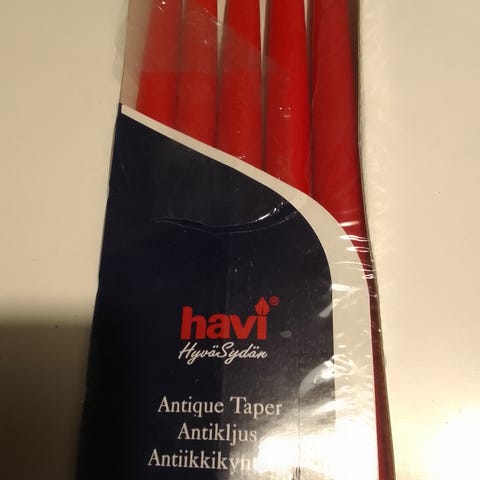 havi®
HyväSydän
Antique Taper
Antikljus